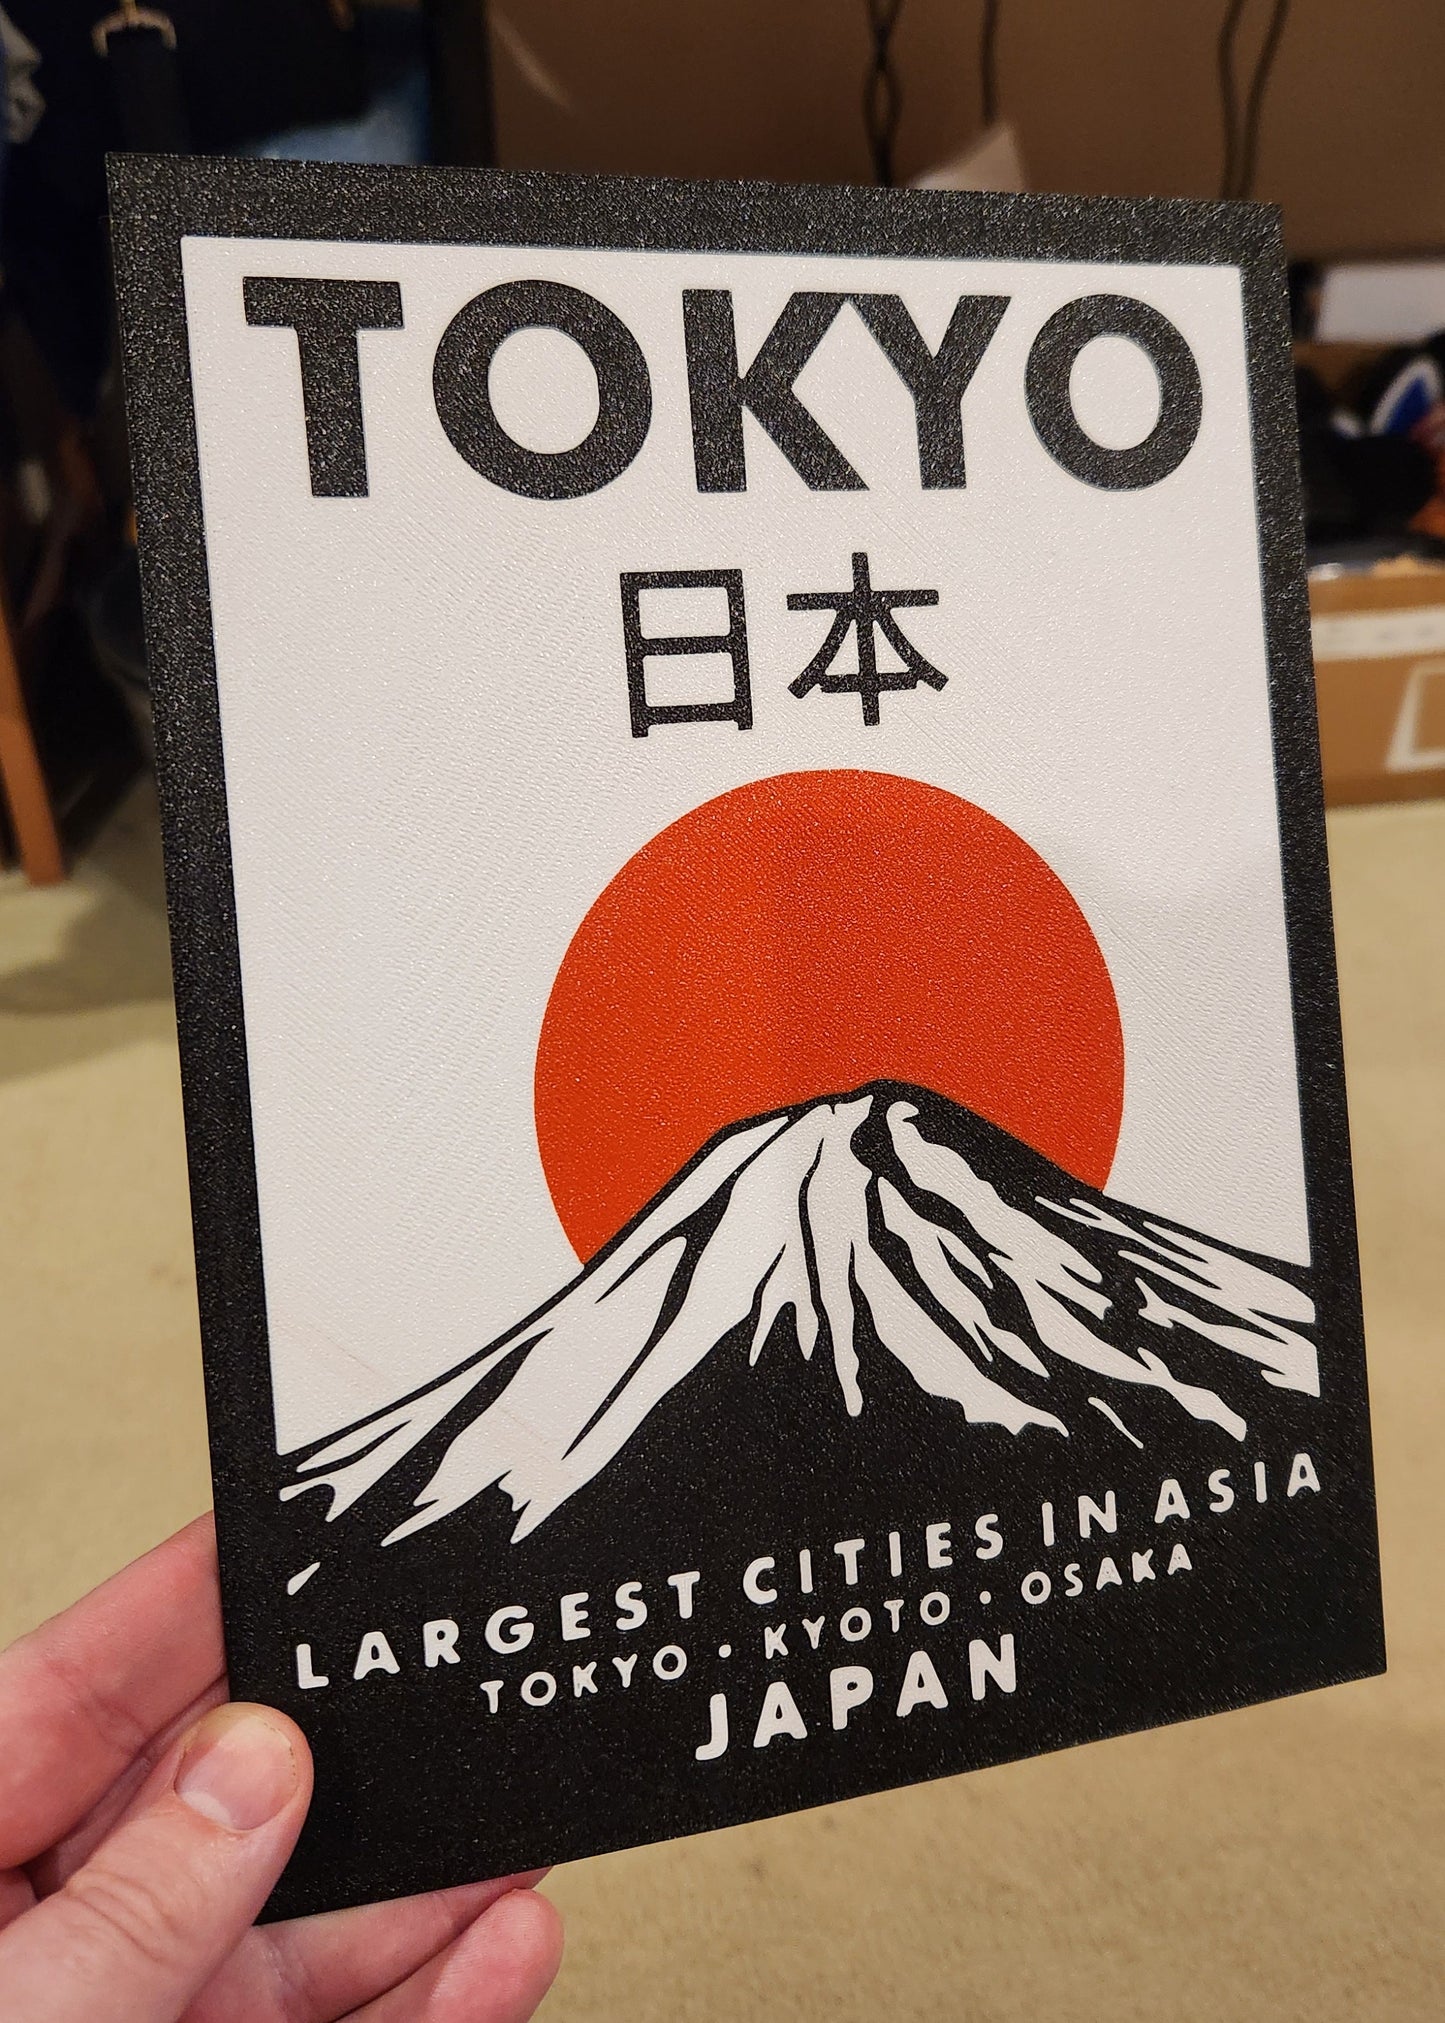 TOKYO
日本
LARGEST CITIES IN ASIA
TOKYO · KYOTO · OSAKA
JAPAN